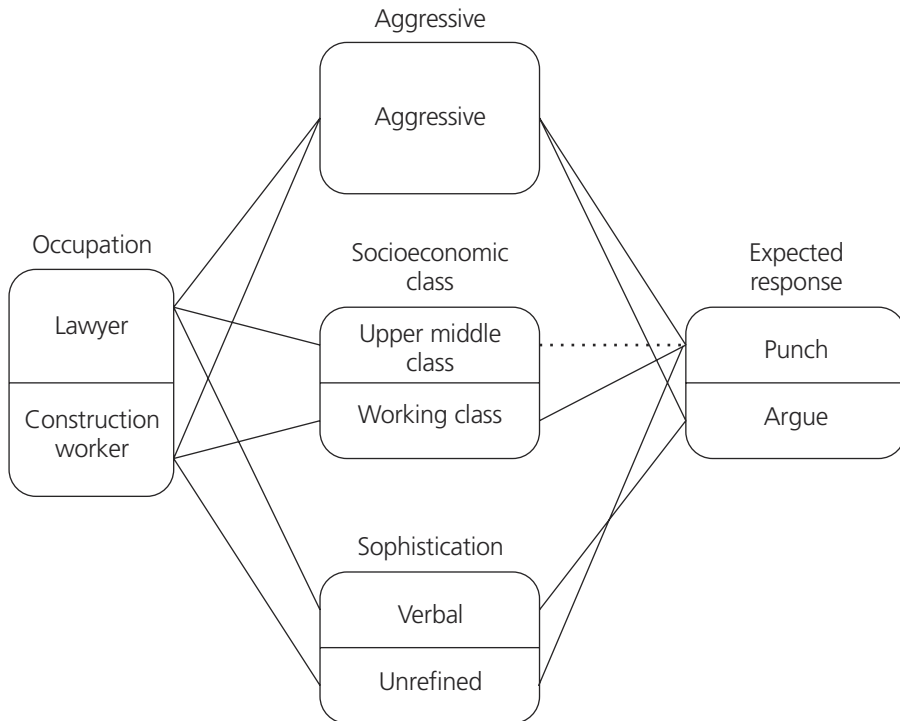 Aggressive
Aggressive
Occupation
Lawyer
Construction
worker
Socioeconomic
class
Upper middle
class
Working class
Sophistication
Verbal
Unrefined
Expected
response
Punch
Argue